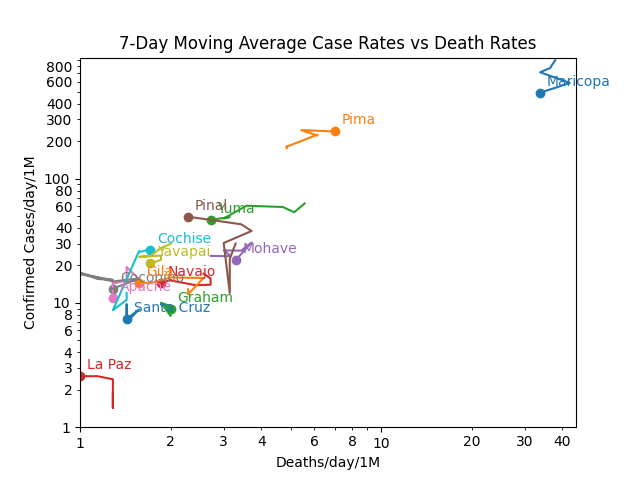 7-Day Moving Average Case Rates vs Death Rates
Confirmed Cases/day/1M
800
600
400
300
200
100
80
60
40
30
20
10
8
6
4
3
2
1
Maricopa
Pima
Pinal
Yuma
Cochise
Mohave
Yavapai
Gila
Navajo
Coconino
Apache
Graham
Santa Cruz
La Paz
1 2 3 4 6 8 10 20 30 40
Deaths/day/1M